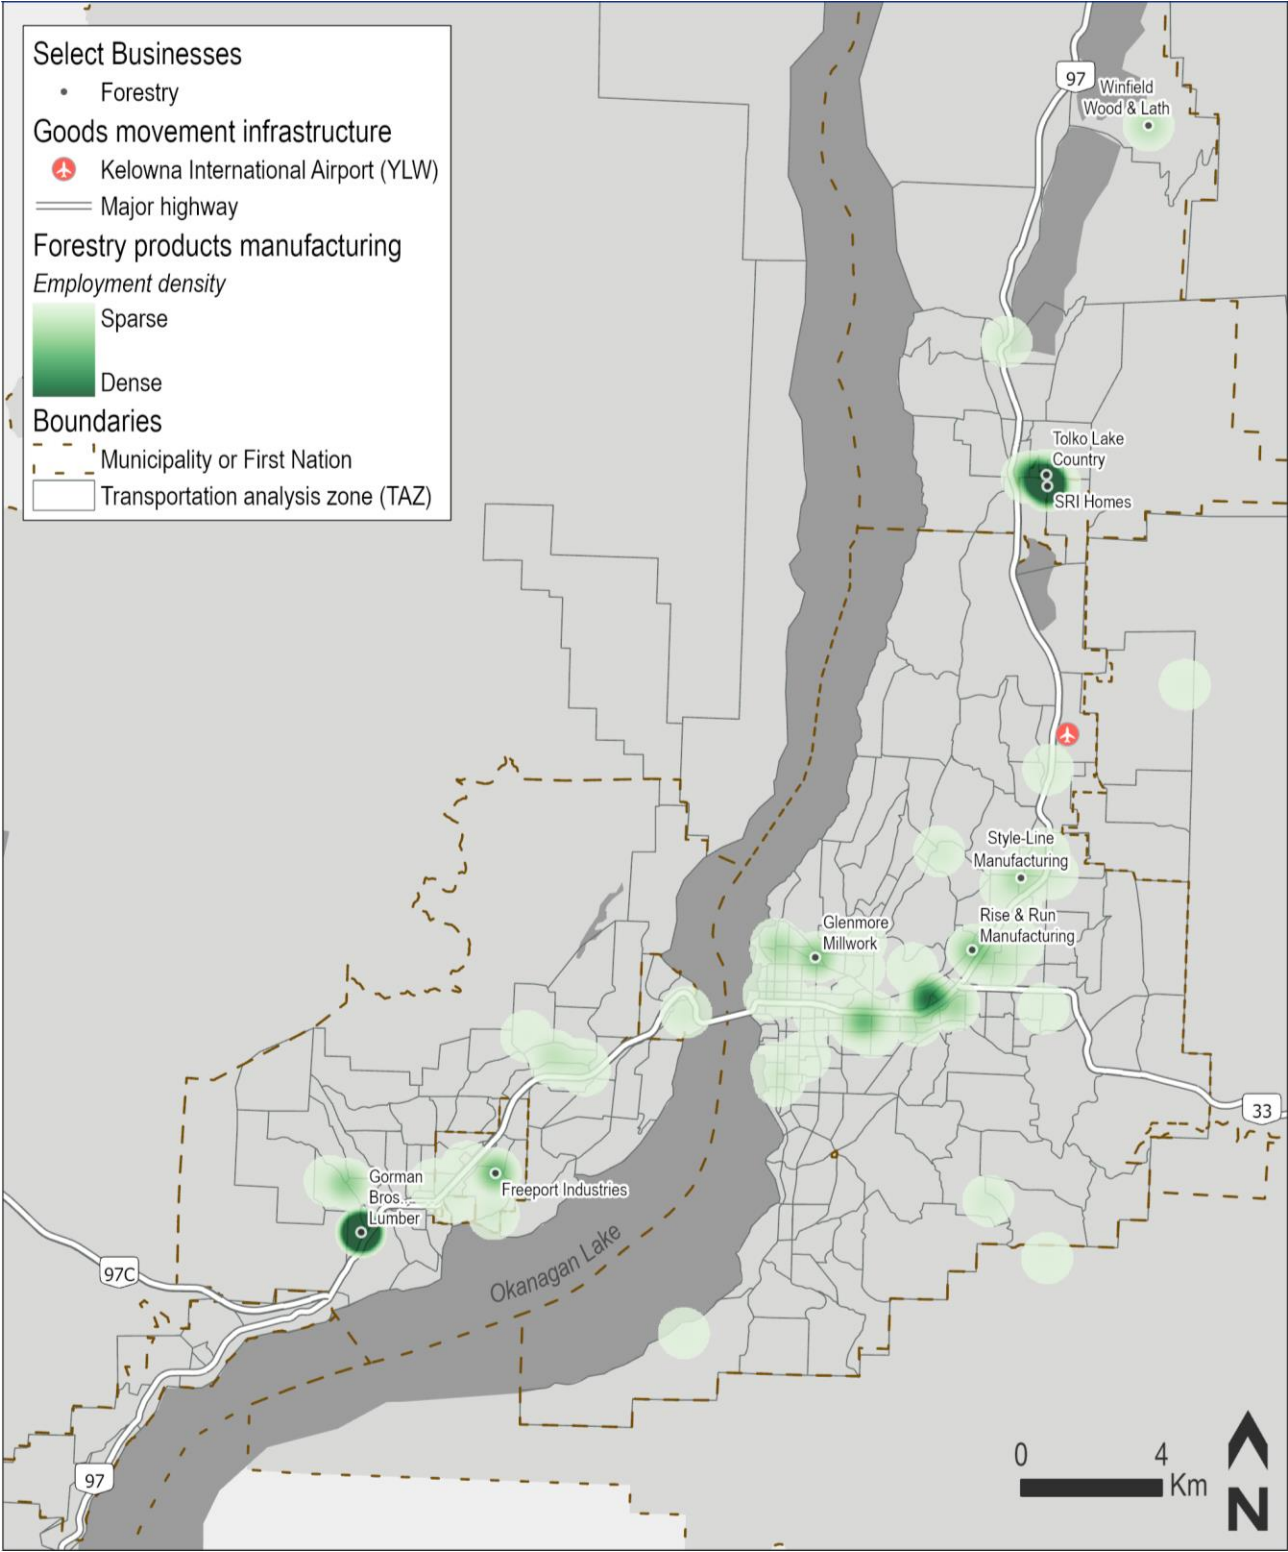 Select Businesses
Forestry
Goods movement infrastructure
Kelowna International Airport (YLW)
Major highway
Forestry products manufacturing
Employment density
Sparse
Dense
Boundaries
Municipality or First Nation
Transportation analysis zone (TAZ)
97
Winfield
Wood & Lath
Tolko Lake
Country
SRI Homes
Style-Line
Manufacturing
Rise & Run
Manufacturing
Glenmore
Millwork
33
Gorman
Bros.
Lumber
Freeport Industries
Okanagan Lake
97C
97
0 4
Km
N